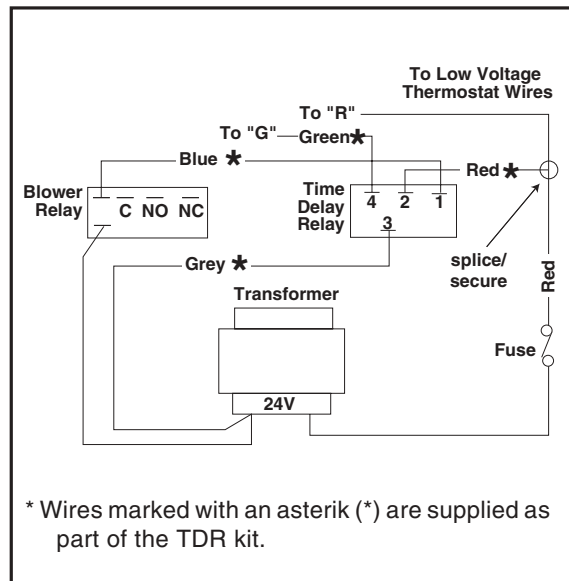 To Low Voltage
Thermostat Wires
To "R"
To "G"
Green*
Blue *
Red*
Blower
Relay
C NO NC
Time
Delay
Relay
4 2 1
3
splice/
secure
Red
Grey *
Transformer
Fuse
24V
* Wires marked with an asterik (*) are supplied as
part of the TDR kit.